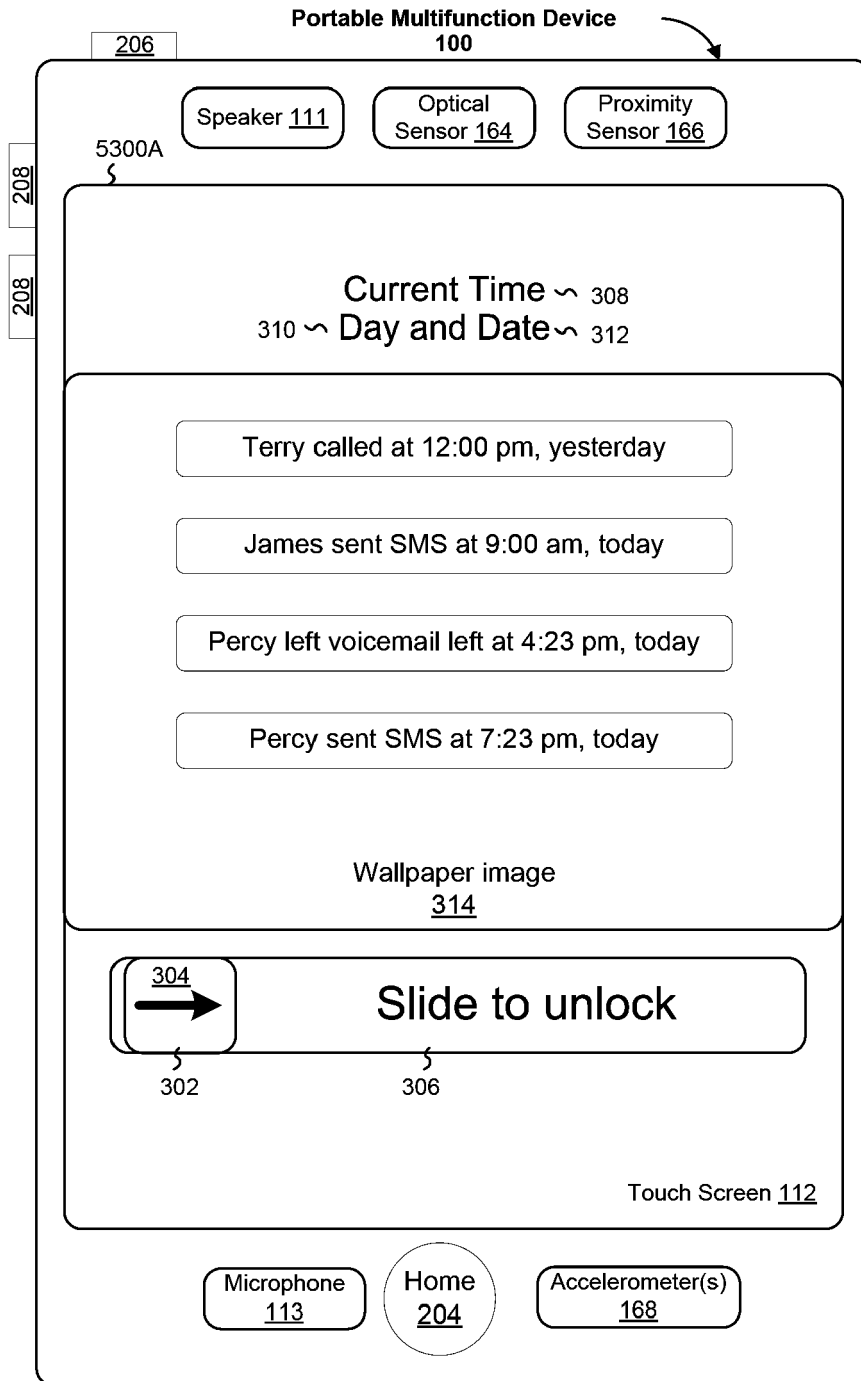 Portable Multifunction Device
100
206
Speaker 111
Optical
Sensor 164
Proximity
Sensor 166
5300A
208
208
Current Time 308
310 Day and Date 312
Terry called at 12:00 pm, yesterday
James sent SMS at 9:00 am, today
Percy left voicemail left at 4:23 pm, today
Percy sent SMS at 7:23 pm, today
Wallpaper image
314
304
Slide to unlock
302
306
Touch Screen 112
Microphone
113
Home
204
Accelerometer(s)
168